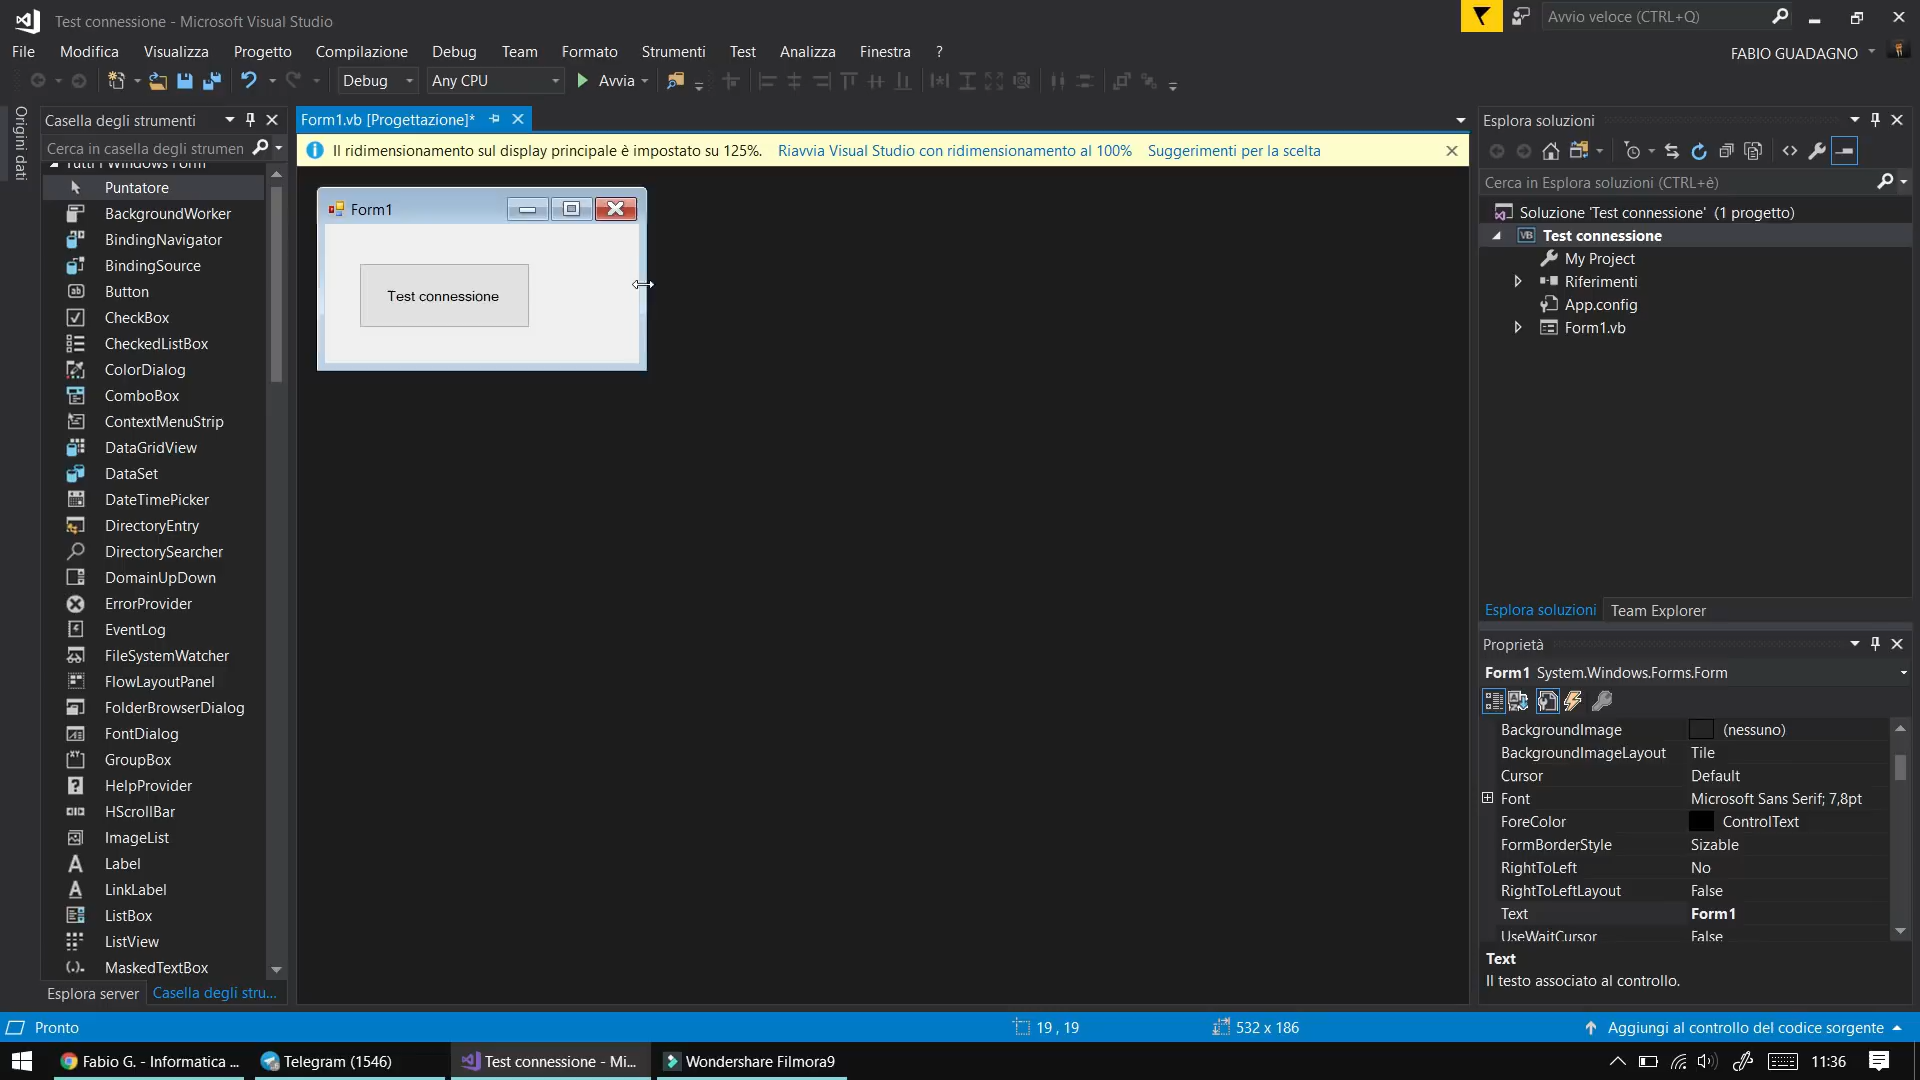 Test connessione - Microsoft Visual Studio
Avvio veloce (CTRL+Q)
File Modifica Visualizza Progetto Compilazione Debug Team Formato Strumenti Test Analizza Finestra ?
FABIO GUADAGNO
Debug Any CPU Avvia
Origini dati
Casella degli strumenti
Cerca in casella degli strumen
Tutti i Windows Form
Puntatore
BackgroundWorker
BindingNavigator
BindingSource
Button
CheckBox
CheckedListBox
ColorDialog
ComboBox
ContextMenuStrip
DataGridView
DataSet
DateTimePicker
DirectoryEntry
DirectorySearcher
DomainUpDown
ErrorProvider
EventLog
FileSystemWatcher
FlowLayoutPanel
FolderBrowserDialog
FontDialog
GroupBox
HelpProvider
HScrollBar
ImageList
Label
LinkLabel
ListBox
ListView
MaskedTextBox
Esplora server Casella degli stru...
Form1.vb [Progettazione]*
Il ridimensionamento sul display principale è impostato su 125%. Riavvia Visual Studio con ridimensionamento al 100% Suggerimenti per la scelta
Form1
Test connessione
Esplora soluzioni
Cerca in Esplora soluzioni (CTRL+è)
Soluzione 'Test connessione' (1 progetto)
VB Test connessione
My Project
Riferimenti
App.config
Form1.vb
Esplora soluzioni Team Explorer
Proprietà
Form1 System.Windows.Forms.Form
BackgroundImage (nessuno)
BackgroundImageLayout Tile
Cursor Default
Font Microsoft Sans Serif; 7,8pt
ForeColor ControlText
FormBorderStyle Sizable
RightToLeft No
RightToLeftLayout False
Text Form1
UseWaitCursor False
Text
Il testo associato al controllo.
Pronto
19 , 19
532 x 186
Aggiungi al controllo del codice sorgente
Fabio G. - Informatica ...
Telegram (1546)
Test connessione - Mi...
Wondershare Filmora9
11:36